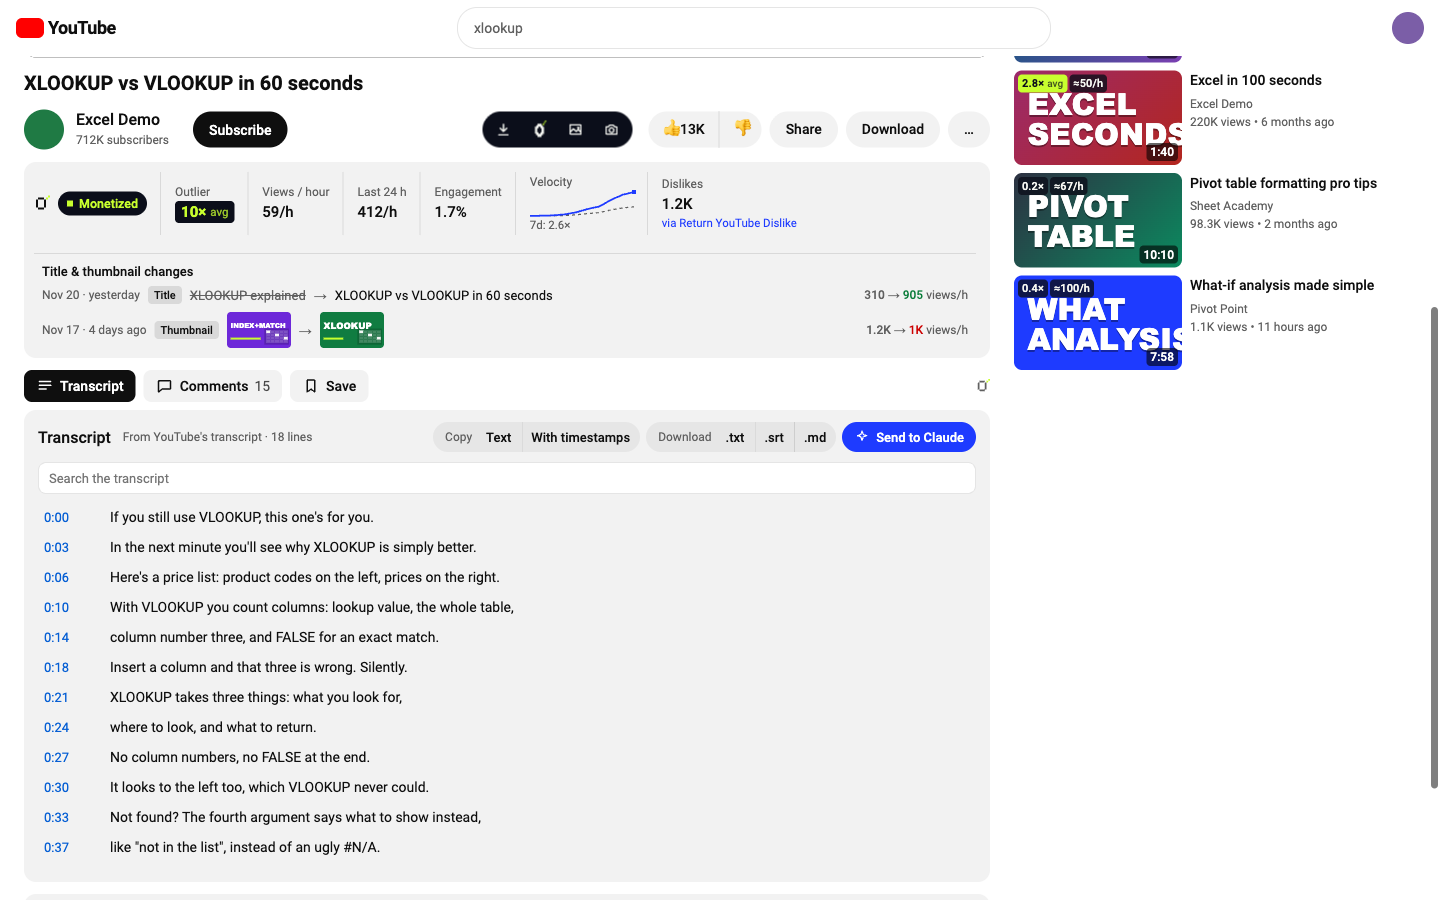 YouTube
xlookup
XLOOKUP vs VLOOKUP in 60 seconds
Excel Demo
712K subscribers
Subscribe
13K
Share
Download
...
Monetized
Outlier
10× avg
Views / hour
59/h
Last 24 h
412/h
Engagement
1.7%
Velocity
7d: 2.6×
Dislikes
1.2K
via Return YouTube Dislike
Title & thumbnail changes
Nov 20 · yesterday Title XLOOKUP explained → XLOOKUP vs VLOOKUP in 60 seconds 310 → 905 views/h
Nov 17 · 4 days ago Thumbnail INDEX+MATCH → XLOOKUP 1.2K → 1K views/h
Transcript
Comments 15
Save
Transcript From YouTube's transcript · 18 lines
Copy Text With timestamps
Download .txt .srt .md
Send to Claude
Search the transcript
0:00 If you still use VLOOKUP, this one's for you.
0:03 In the next minute you'll see why XLOOKUP is simply better.
0:06 Here's a price list: product codes on the left, prices on the right.
0:10 With VLOOKUP you count columns: lookup value, the whole table,
0:14 column number three, and FALSE for an exact match.
0:18 Insert a column and that three is wrong. Silently.
0:21 XLOOKUP takes three things: what you look for,
0:24 where to look, and what to return.
0:27 No column numbers, no FALSE at the end.
0:30 It looks to the left too, which VLOOKUP never could.
0:33 Not found? The fourth argument says what to show instead,
0:37 like "not in the list", instead of an ugly #N/A.
2.8× avg ≈50/h
EXCEL
SECONDS
1:40
Excel in 100 seconds
Excel Demo
220K views • 6 months ago
0.2× ≈67/h
PIVOT
TABLE
10:10
Pivot table formatting pro tips
Sheet Academy
98.3K views • 2 months ago
0.4× ≈100/h
WHAT
ANALYSIS
7:58
What-if analysis made simple
Pivot Point
1.1K views • 11 hours ago